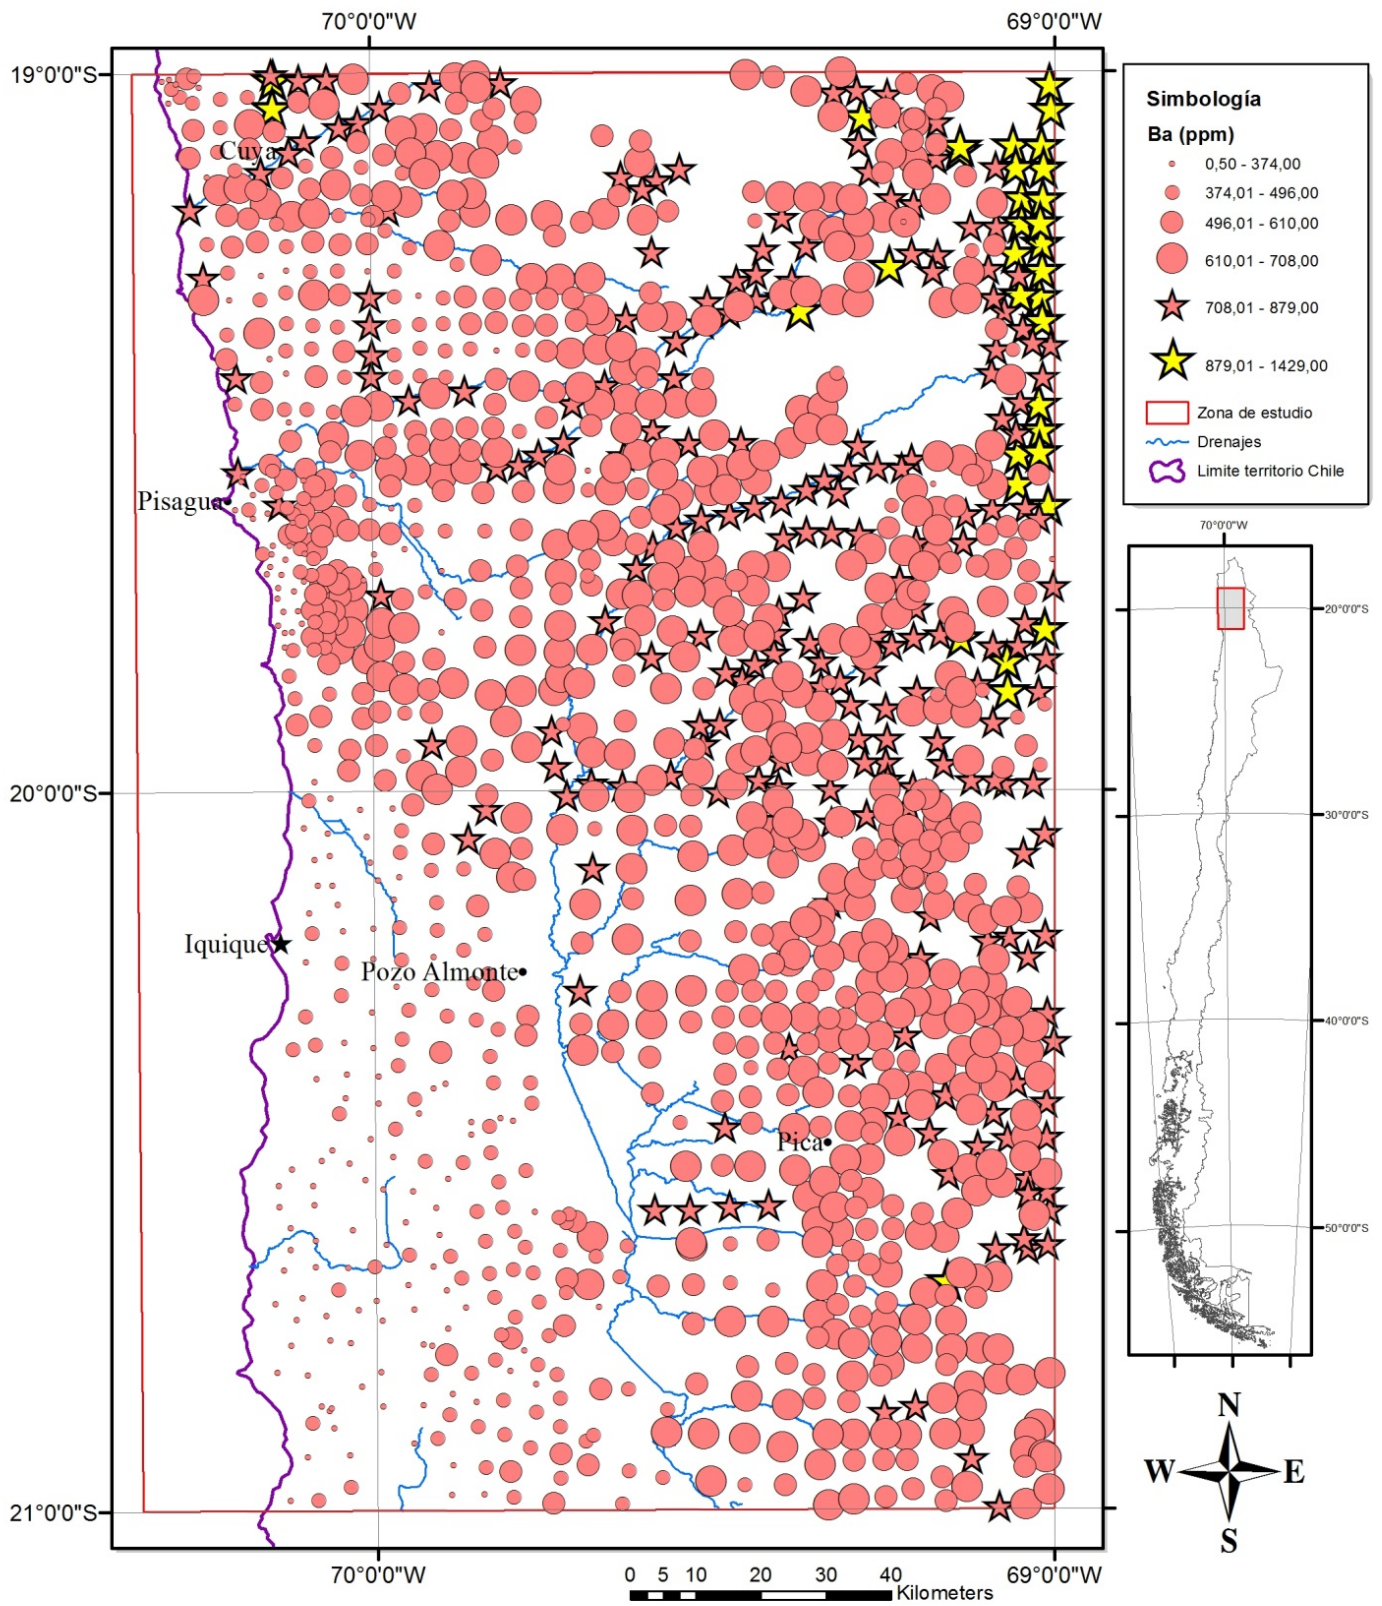 70°0'0"W
69°0'0"W
19°0'0"S
Cuya
Pisagua
20°0'0"S
Iquique
Pozo Almonte
Pica
21°0'0"S
70°0'0"W
69°0'0"W
0 5 10 20 30 40
Kilometers
Simbología
Ba (ppm)
0,50 - 374,00
374,01 - 496,00
496,01 - 610,00
610,01 - 708,00
708,01 - 879,00
879,01 - 1429,00
Zona de estudio
Drenajes
Limite territorio Chile
70°0'0"W
20°0'0"S
30°0'0"S
40°0'0"S
50°0'0"S
N
W E
S